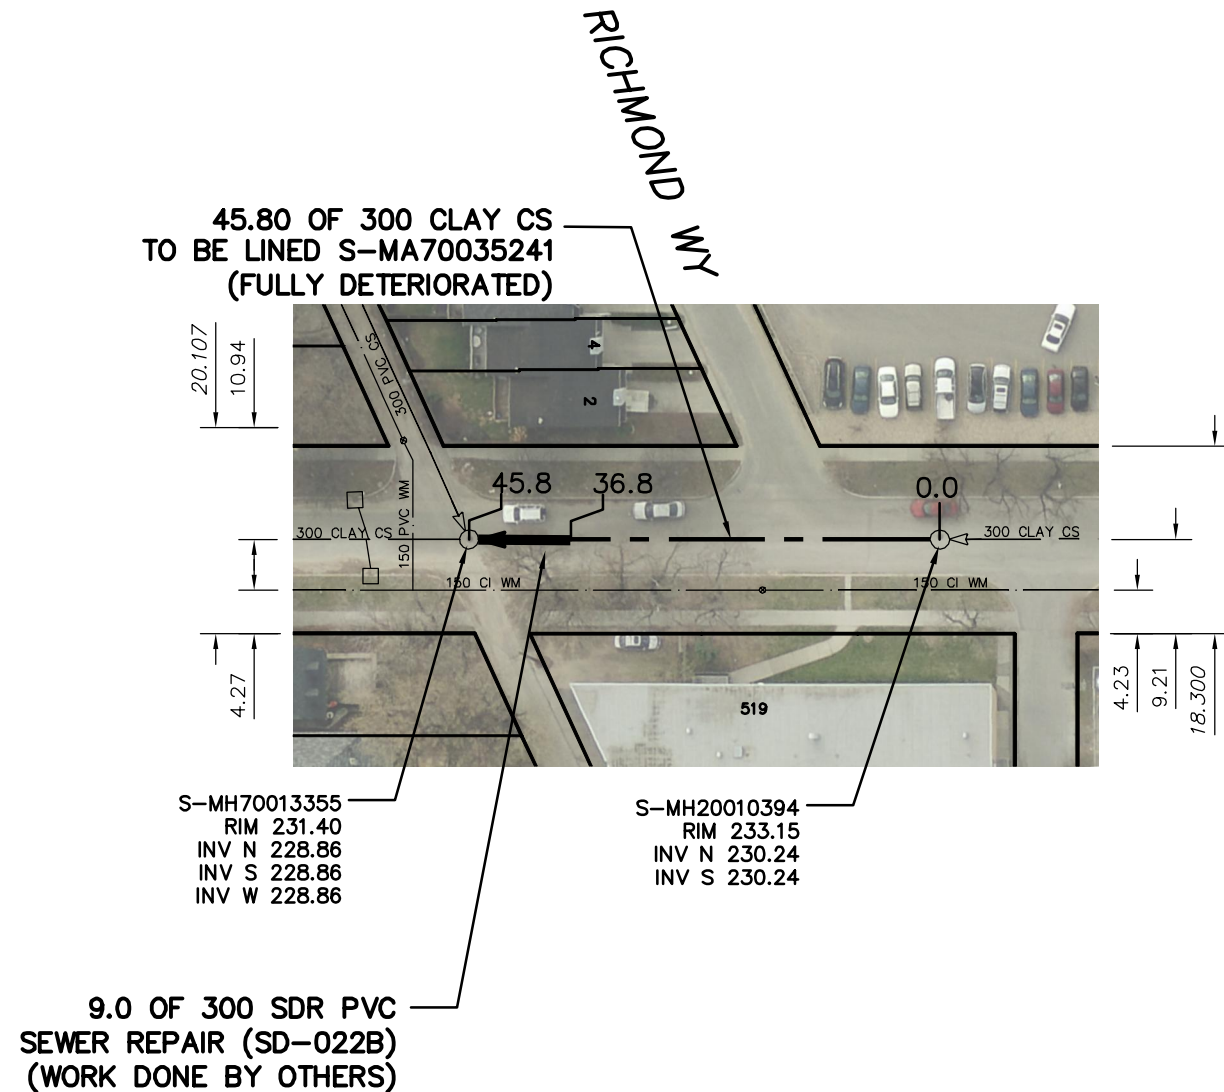 RICHMOND WY
45.80 OF 300 CLAY CS
TO BE LINED S-MA70035241
(FULLY DETERIORATED)
20.107
10.94
300 PVC CS
4
2
45.8
36.8
0.0
300 CLAY CS
150 PVC WM
300 CLAY CS
150 CI WM
150 CI WM
4.27
519
4.23
9.21
18.300
S-MH70013355
RIM 231.40
INV N 228.86
INV S 228.86
INV W 228.86
S-MH20010394
RIM 233.15
INV N 230.24
INV S 230.24
9.0 OF 300 SDR PVC
SEWER REPAIR (SD-022B)
(WORK DONE BY OTHERS)